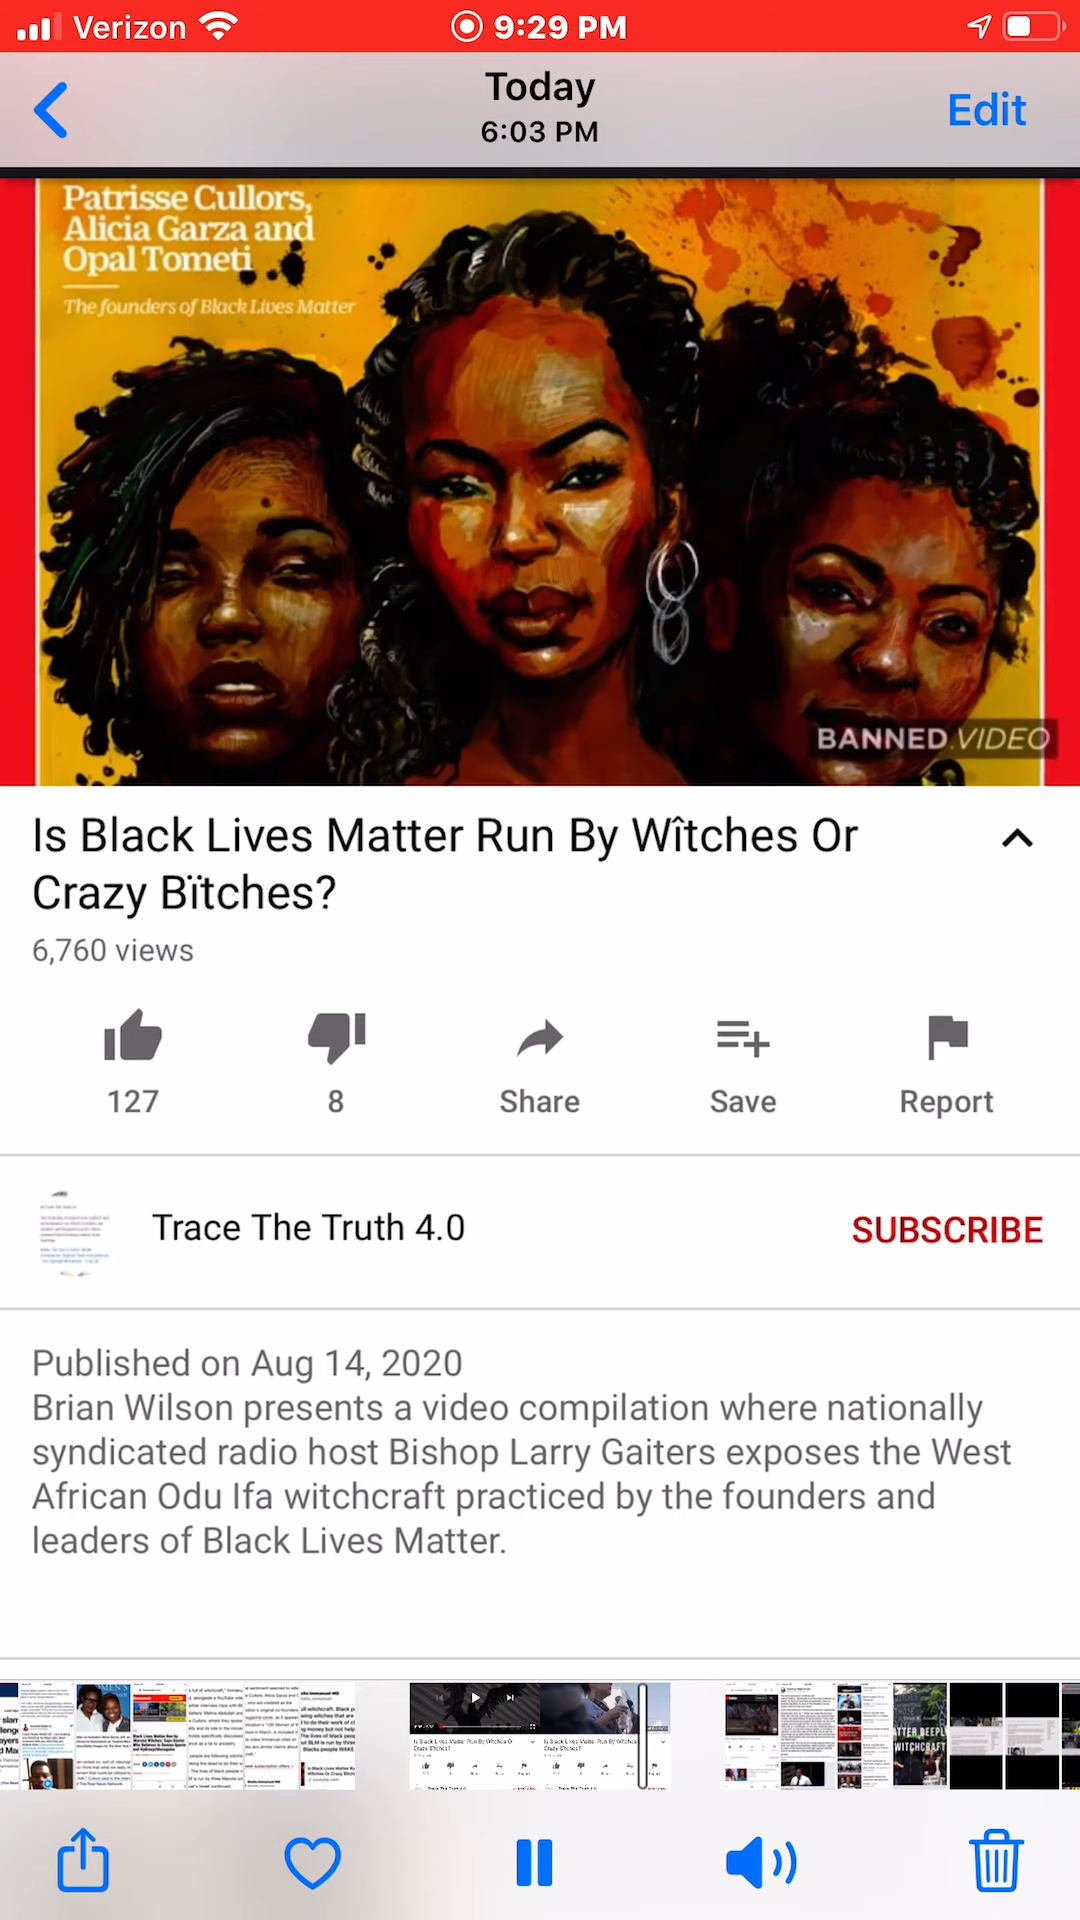 Verizon 9:29 PM
Today
6:03 PM
Edit
Patrisse Cullors,
Alicia Garza and
Opal Tometi
The founders of Black Lives Matter
BANNED.VIDEO
Is Black Lives Matter Run By Wîtches Or
Crazy Bïtches?
6,760 views
127 8 Share Save Report
Trace The Truth 4.0 SUBSCRIBE
Published on Aug 14, 2020
Brian Wilson presents a video compilation where nationally
syndicated radio host Bishop Larry Gaiters exposes the West
African Odu Ifa witchcraft practiced by the founders and
leaders of Black Lives Matter.